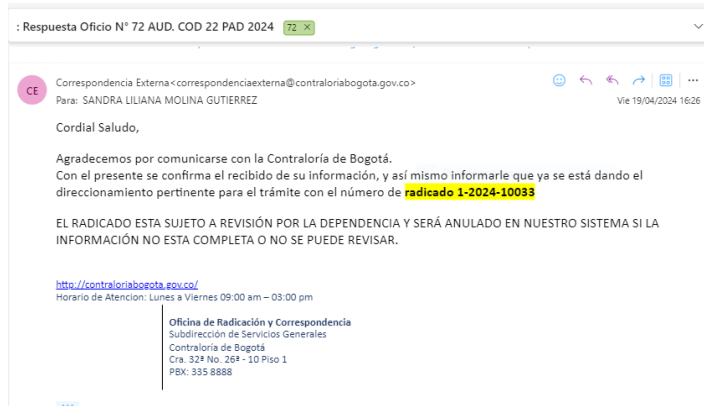 : Respuesta Oficio N° 72 AUD. COD 22 PAD 2024 72 ×
CE
Correspondencia Externa<correspondenciaexterna@contraloriabogota.gov.co>
Para: SANDRA LILIANA MOLINA GUTIERREZ
Vie 19/04/2024 16:26
Cordial Saludo,
Agradecemos por comunicarse con la Contraloría de Bogotá.
Con el presente se confirma el recibido de su información, y así mismo informarle que ya se está dando el
direccionamiento pertinente para el trámite con el número de radicado 1-2024-10033
EL RADICADO ESTA SUJETO A REVISIÓN POR LA DEPENDENCIA Y SERÁ ANULADO EN NUESTRO SISTEMA SI LA
INFORMACIÓN NO ESTA COMPLETA O NO SE PUEDE REVISAR.
http://contraloriabogota.gov.co/
Horario de Atencion: Lunes a Viernes 09:00 am – 03:00 pm
Oficina de Radicación y Correspondencia
Subdirección de Servicios Generales
Contraloría de Bogotá
Cra. 32ª No. 26ª - 10 Piso 1
PBX: 335 8888